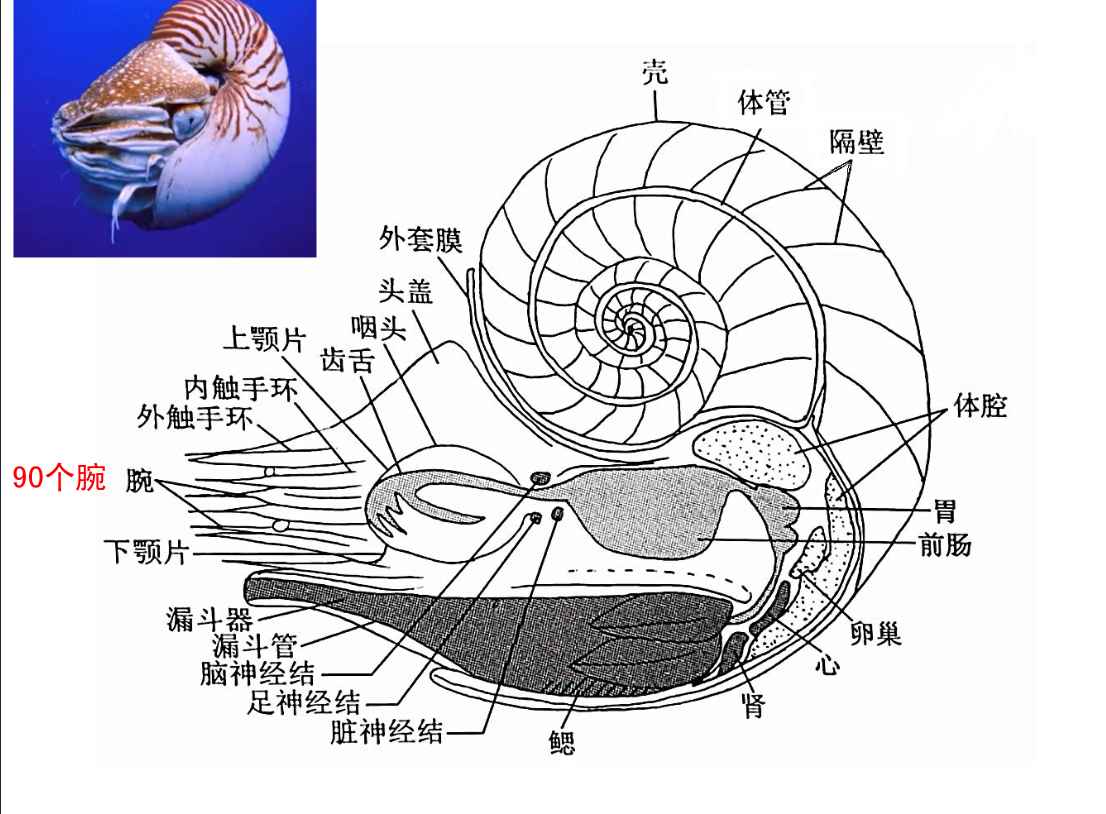 壳
体管
隔壁
外套膜
头盖
咽头
上颚片
齿舌
内触手环
外触手环
体腔
90个腕
腕
胃
前肠
下颚片
漏斗器
漏斗管
卵巢
心
脑神经结
足神经结
肾
脏神经结
鳃